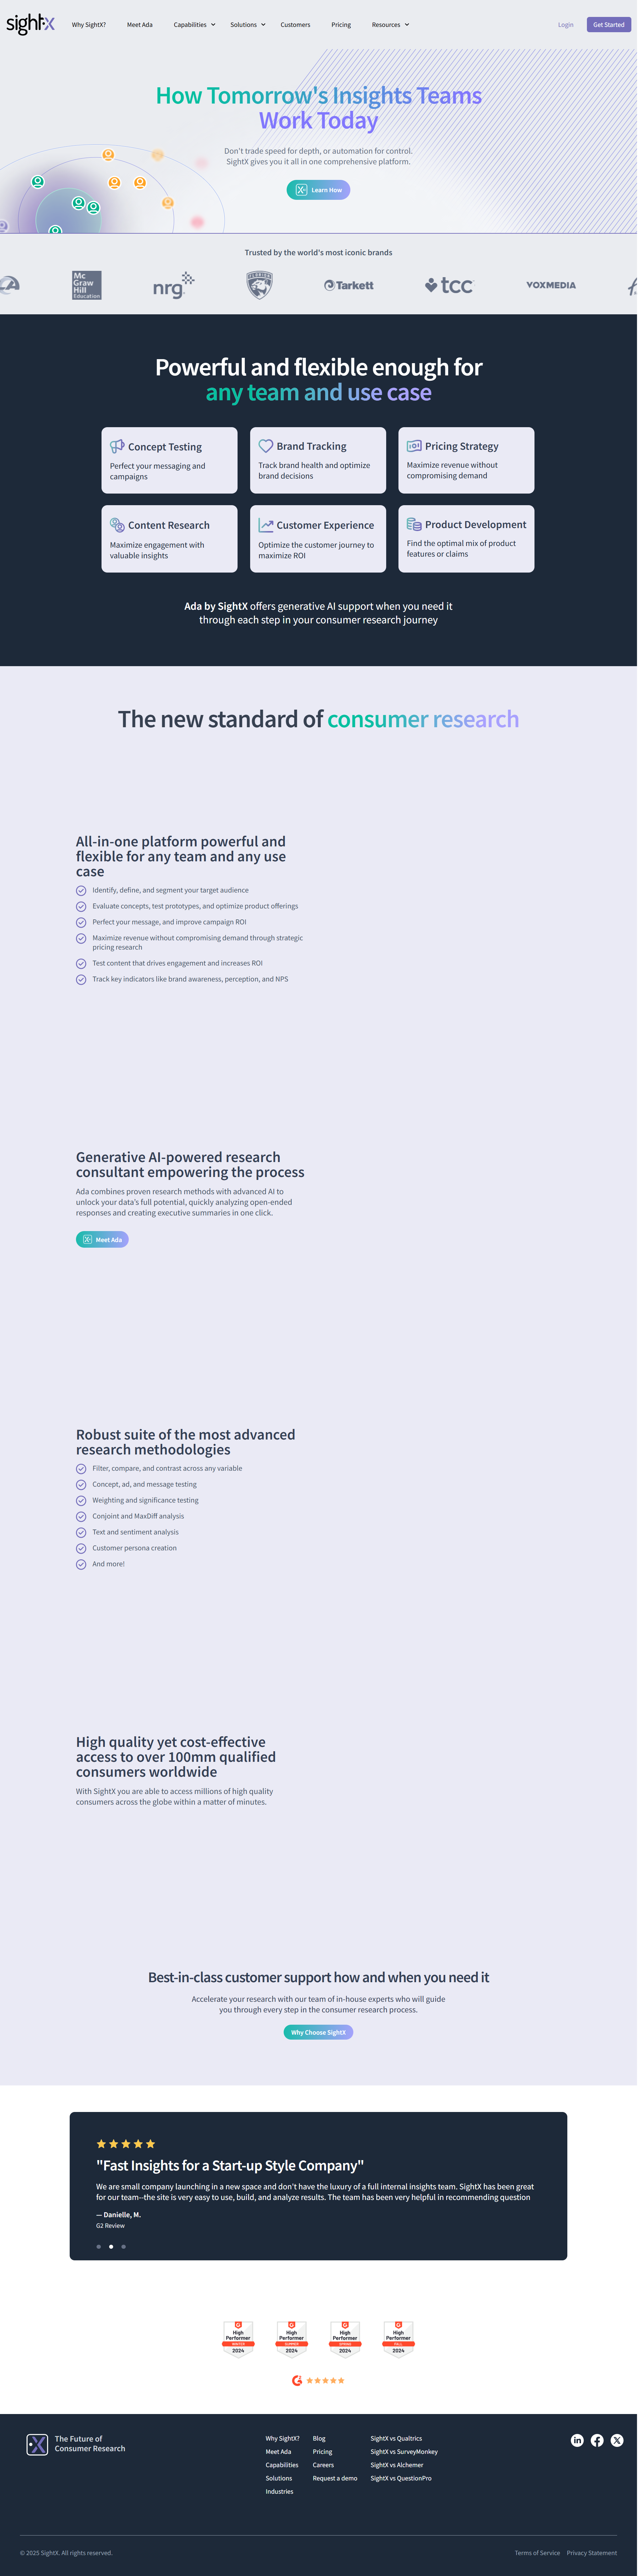 sightx
Why SightX?
Meet Ada
Capabilities
Solutions
Customers
Pricing
Resources
Login
Get Started
How Tomorrow's Insights Teams
Work Today
Don't trade speed for depth, or automation for control.
SightX gives you it all in one comprehensive platform.
Learn How
Trusted by the world's most iconic brands
Mc
Graw
Hill
Education
nrg
FLORIDA
Tarkett
tcc
VOXMEDIA
Powerful and flexible enough for
any team and use case
Concept Testing
Perfect your messaging and
campaigns
Brand Tracking
Track brand health and optimize
brand decisions
Pricing Strategy
Maximize revenue without
compromising demand
Content Research
Maximize engagement with
valuable insights
Customer Experience
Optimize the customer journey to
maximize ROI
Product Development
Find the optimal mix of product
features or claims
Ada by SightX offers generative AI support when you need it
through each step in your consumer research journey
The new standard of consumer research
All-in-one platform powerful and
flexible for any team and any use
case
Identify, define, and segment your target audience
Evaluate concepts, test prototypes, and optimize product offerings
Perfect your message, and improve campaign ROI
Maximize revenue without compromising demand through strategic
pricing research
Test content that drives engagement and increases ROI
Track key indicators like brand awareness, perception, and NPS
Generative AI-powered research
consultant empowering the process
Ada combines proven research methods with advanced AI to
unlock your data's full potential, quickly analyzing open-ended
responses and creating executive summaries in one click.
Meet Ada
Robust suite of the most advanced
research methodologies
Filter, compare, and contrast across any variable
Concept, ad, and message testing
Weighting and significance testing
Conjoint and MaxDiff analysis
Text and sentiment analysis
Customer persona creation
And more!
High quality yet cost-effective
access to over 100mm qualified
consumers worldwide
With SightX you are able to access millions of high quality
consumers across the globe within a matter of minutes.
Best-in-class customer support how and when you need it
Accelerate your research with our team of in-house experts who will guide
you through every step in the consumer research process.
Why Choose SightX
"Fast Insights for a Start-up Style Company"
We are small company launching in a new space and don't have the luxury of a full internal insights team. SightX has been great
for our team--the site is very easy to use, build, and analyze results. The team has been very helpful in recommending question
— Danielle, M.
G2 Review
High
Performer
WINTER
2024
High
Performer
SUMMER
2024
High
Performer
SPRING
2024
High
Performer
FALL
2024
The Future of
Consumer Research
Why SightX?
Meet Ada
Capabilities
Solutions
Industries
Blog
Pricing
Careers
Request a demo
SightX vs Qualtrics
SightX vs SurveyMonkey
SightX vs Alchemer
SightX vs QuestionPro
© 2025 SightX. All rights reserved.
Terms of Service
Privacy Statement